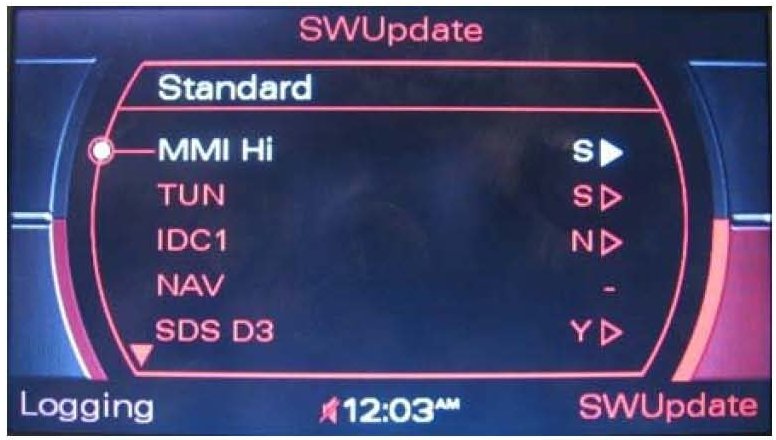 SWUpdate
Standard
MMI Hi S
TUN S
IDC1 N
NAV -
SDS D3 Y
Logging 12:03AM SWUpdate